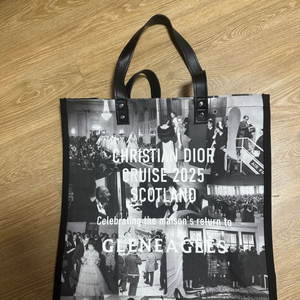 CHRISTIAN DIOR
CRUISE 2025
SCOTLAND
Celebrating the maison's return to
GLENEAGLES